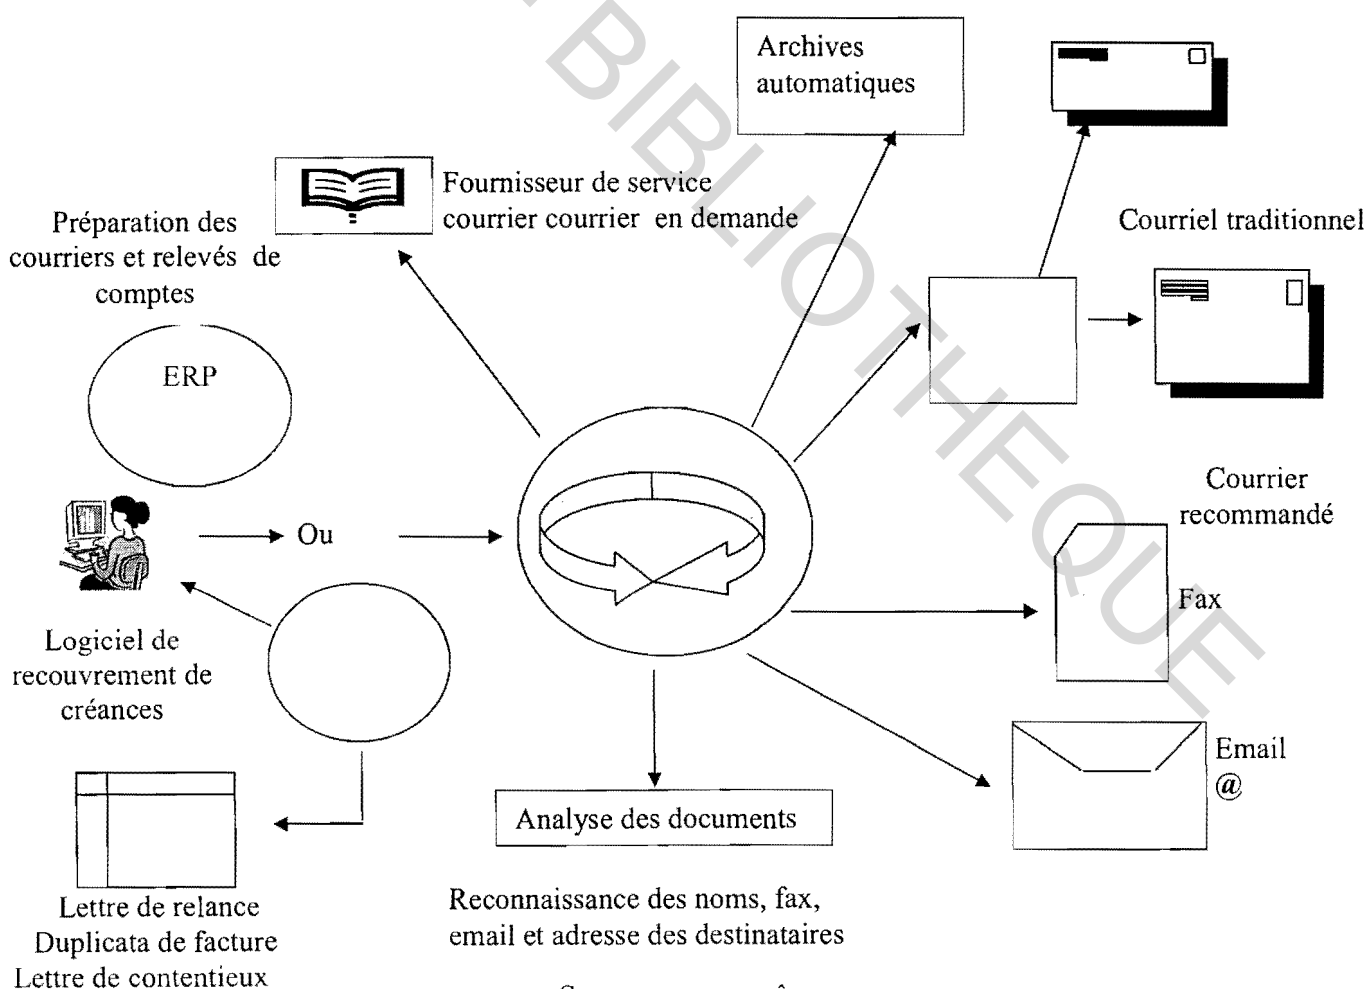 Archives
automatiques
Fournisseur de service
courrier courrier en demande
Préparation des
courriers et relevés de
comptes
Courriel traditionnel
ERP
Ou
Courrier
recommandé
Fax
Logiciel de
recouvrement de
créances
Email
@
Analyse des documents
Lettre de relance
Duplicata de facture
Lettre de contentieux
Reconnaissance des noms, fax,
email et adresse des destinataires
BIBLIOTHEQUE